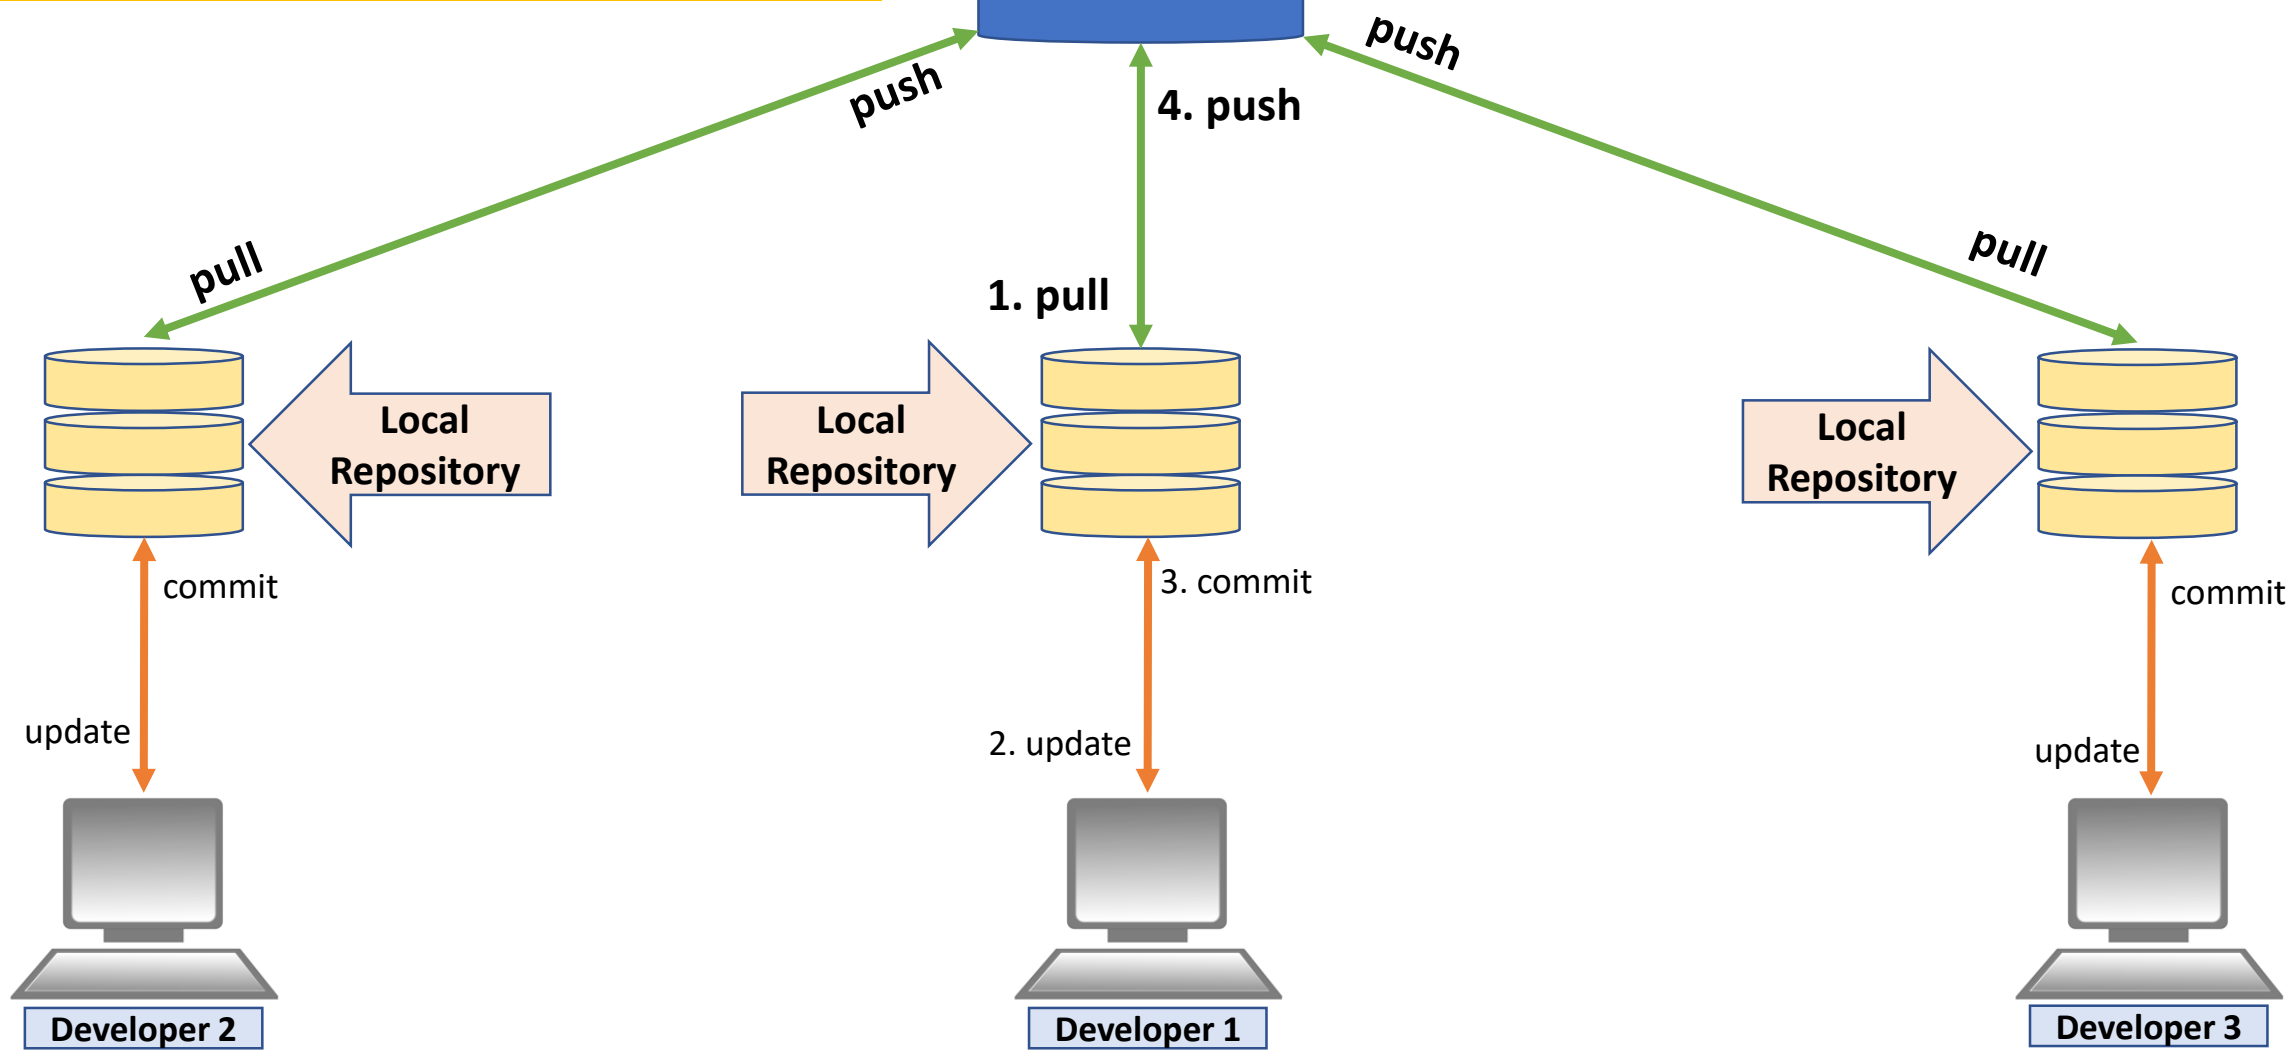 push
push
4. push
pull
pull
1. pull
Local
Repository
Local
Repository
Local
Repository
commit
3. commit
commit
update
2. update
update
Developer 2
Developer 1
Developer 3